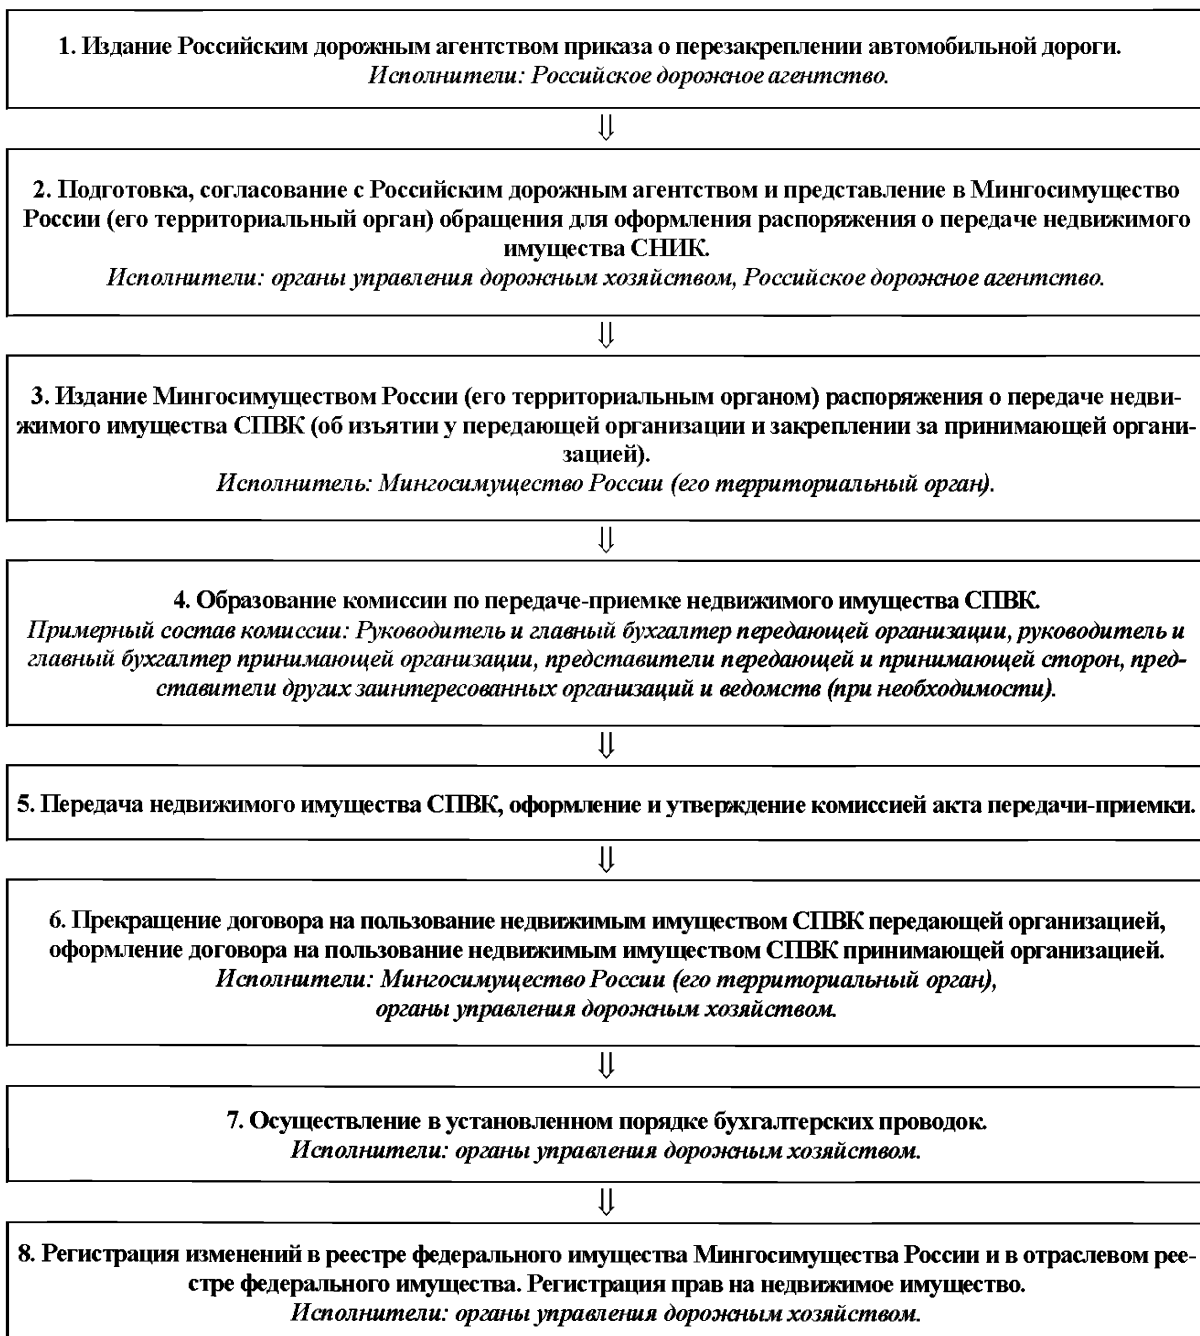 1. Издание Российским дорожным агентством приказа о перезакреплении автомобильной дороги.
Исполнители: Российское дорожное агентство.
⇓
2. Подготовка, согласование с Российским дорожным агентством и представление в Мингосимущество
России (его территориальный орган) обращения для оформления распоряжения о передаче недвижимого
имущества СНИК.
Исполнители: органы управления дорожным хозяйством, Российское дорожное агентство.
⇓
3. Издание Мингосимуществом России (его территориальным органом) распоряжения о передаче недви-
жимого имущества СПВК (об изъятии у передающей организации и закреплении за принимающей органи-
зацией).
Исполнитель: Мингосимущество России (его территориальный орган).
⇓
4. Образование комиссии по передаче-приемке недвижимого имущества СПВК.
Примерный состав комиссии: Руководитель и главный бухгалтер передающей организации, руководитель и
главный бухгалтер принимающей организации, представители передающей и принимающей сторон, пред-
ставители других заинтересованных организаций и ведомств (при необходимости).
⇓
5. Передача недвижимого имущества СПВК, оформление и утверждение комиссией акта передачи-приемки.
⇓
6. Прекращение договора на пользование недвижимым имуществом СПВК передающей организацией,
оформление договора на пользование недвижимым имуществом СПВК принимающей организацией.
Исполнители: Мингосимущество России (его территориальный орган),
органы управления дорожным хозяйством.
⇓
7. Осуществление в установленном порядке бухгалтерских проводок.
Исполнители: органы управления дорожным хозяйством.
⇓
8. Регистрация изменений в реестре федерального имущества Мингосимущества России и в отраслевом рее-
стре федерального имущества. Регистрация прав на недвижимое имущество.
Исполнители: органы управления дорожным хозяйством.